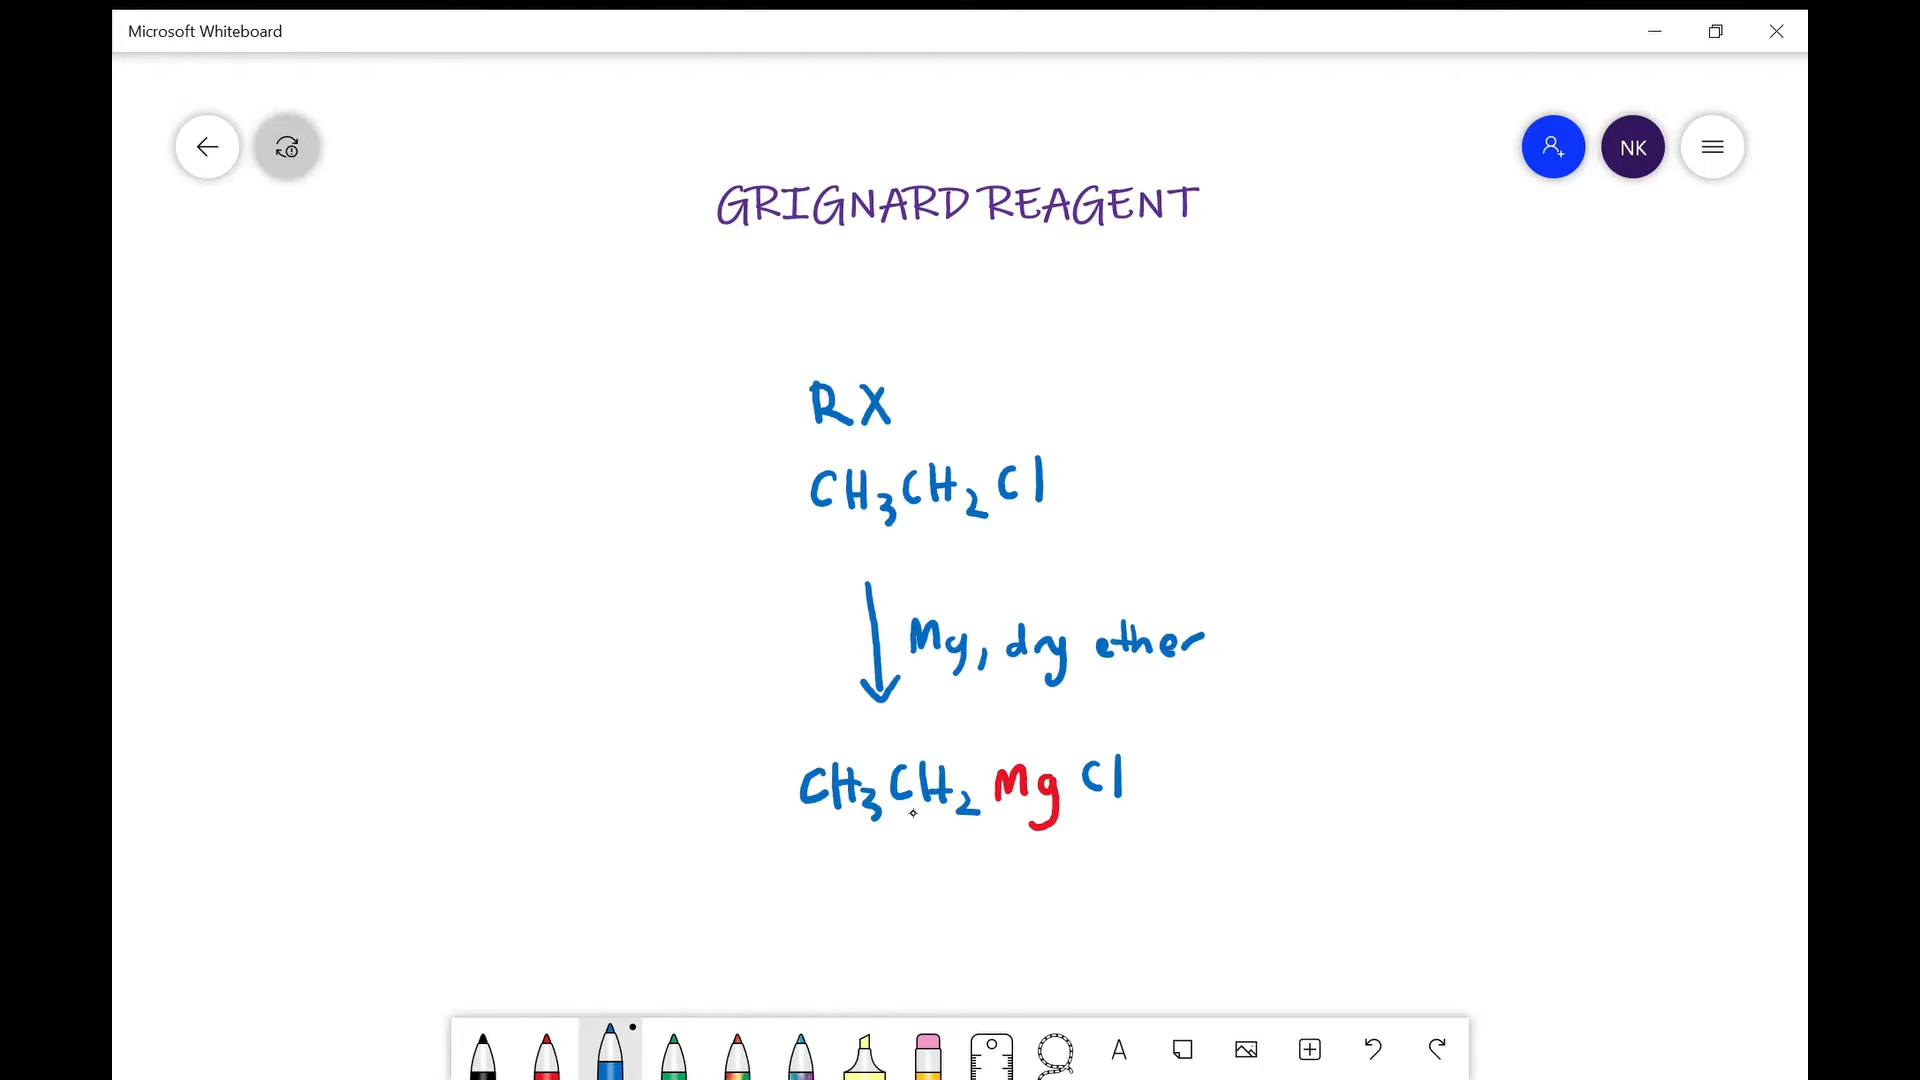 Microsoft Whiteboard
NK
GRIGNARD REAGENT
RX
CH₃CH₂Cl
Mg, dry ether
CH₃CH₂MgCl
A